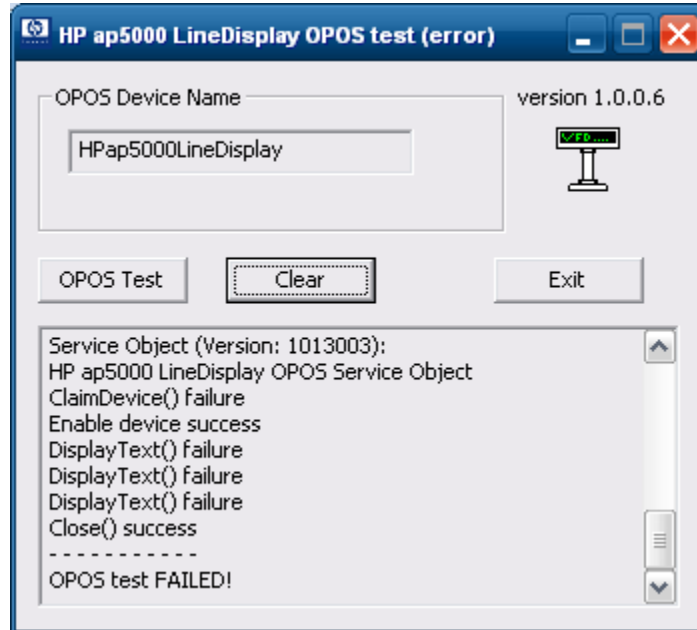 HP ap5000 LineDisplay OPOS test (error)
OPOS Device Name
version 1.0.0.6
HPap5000LineDisplay
VFD....
OPOS Test
Clear
Exit
Service Object (Version: 1013003):
HP ap5000 LineDisplay OPOS Service Object
ClaimDevice() failure
Enable device success
DisplayText() failure
DisplayText() failure
DisplayText() failure
Close() success
- - - - - - - - - - -
OPOS test FAILED!